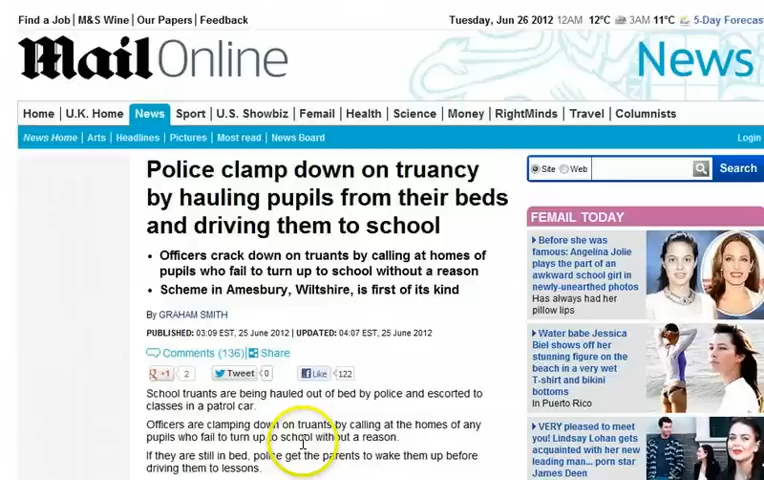 Find a Job | M&S Wine | Our Papers | Feedback
Tuesday, Jun 26 2012 12AM 12°C 3AM 11°C 5-Day Forecas
Mail Online
News
Home | U.K. Home | News | Sport | U.S. Showbiz | Femail | Health | Science | Money | RightMinds | Travel | Columnists
News Home | Arts | Headlines | Pictures | Most read | News Board
Login
Police clamp down on truancy
by hauling pupils from their beds
and driving them to school
• Officers crack down on truants by calling at homes of
pupils who fail to turn up to school without a reason
• Scheme in Amesbury, Wiltshire, is first of its kind
By GRAHAM SMITH
PUBLISHED: 03:09 EST, 25 June 2012 | UPDATED: 04:07 EST, 25 June 2012
Comments (136) | Share
g +1 2 Tweet 0 Like 122
School truants are being hauled out of bed by police and escorted to
classes in a patrol car.
Officers are clamping down on truants by calling at the homes of any
pupils who fail to turn up to school without a reason.
If they are still in bed, police get the parents to wake them up before
driving them to lessons.
Site Web Search
FEMAIL TODAY
Before she was
famous: Angelina Jolie
plays the part of an
awkward school girl in
newly-unearthed photos
Has always had her
pillow lips
Water babe Jessica
Biel shows off her
stunning figure on
the beach in a very wet
T-shirt and bikini
bottoms
In Puerto Rico
VERY pleased to meet
you! Lindsay Lohan gets
acquainted with her new
leading man... porn star
James Deen